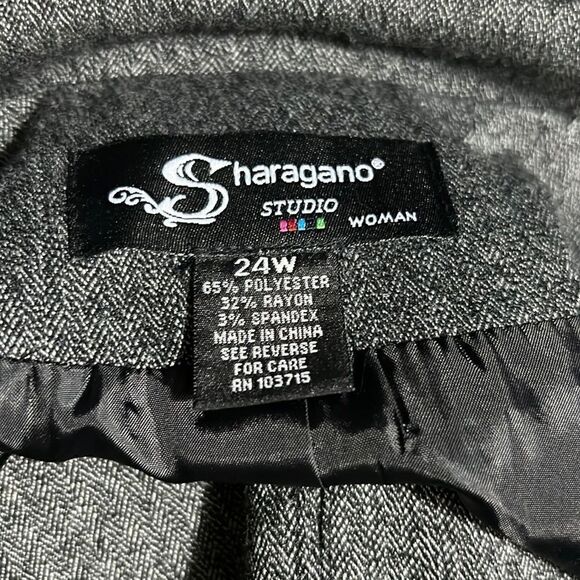 Sharagano®
STUDIO
WOMAN
24W
65% POLYESTER
32% RAYON
3% SPANDEX
MADE IN CHINA
SEE REVERSE
FOR CARE
RN 103715